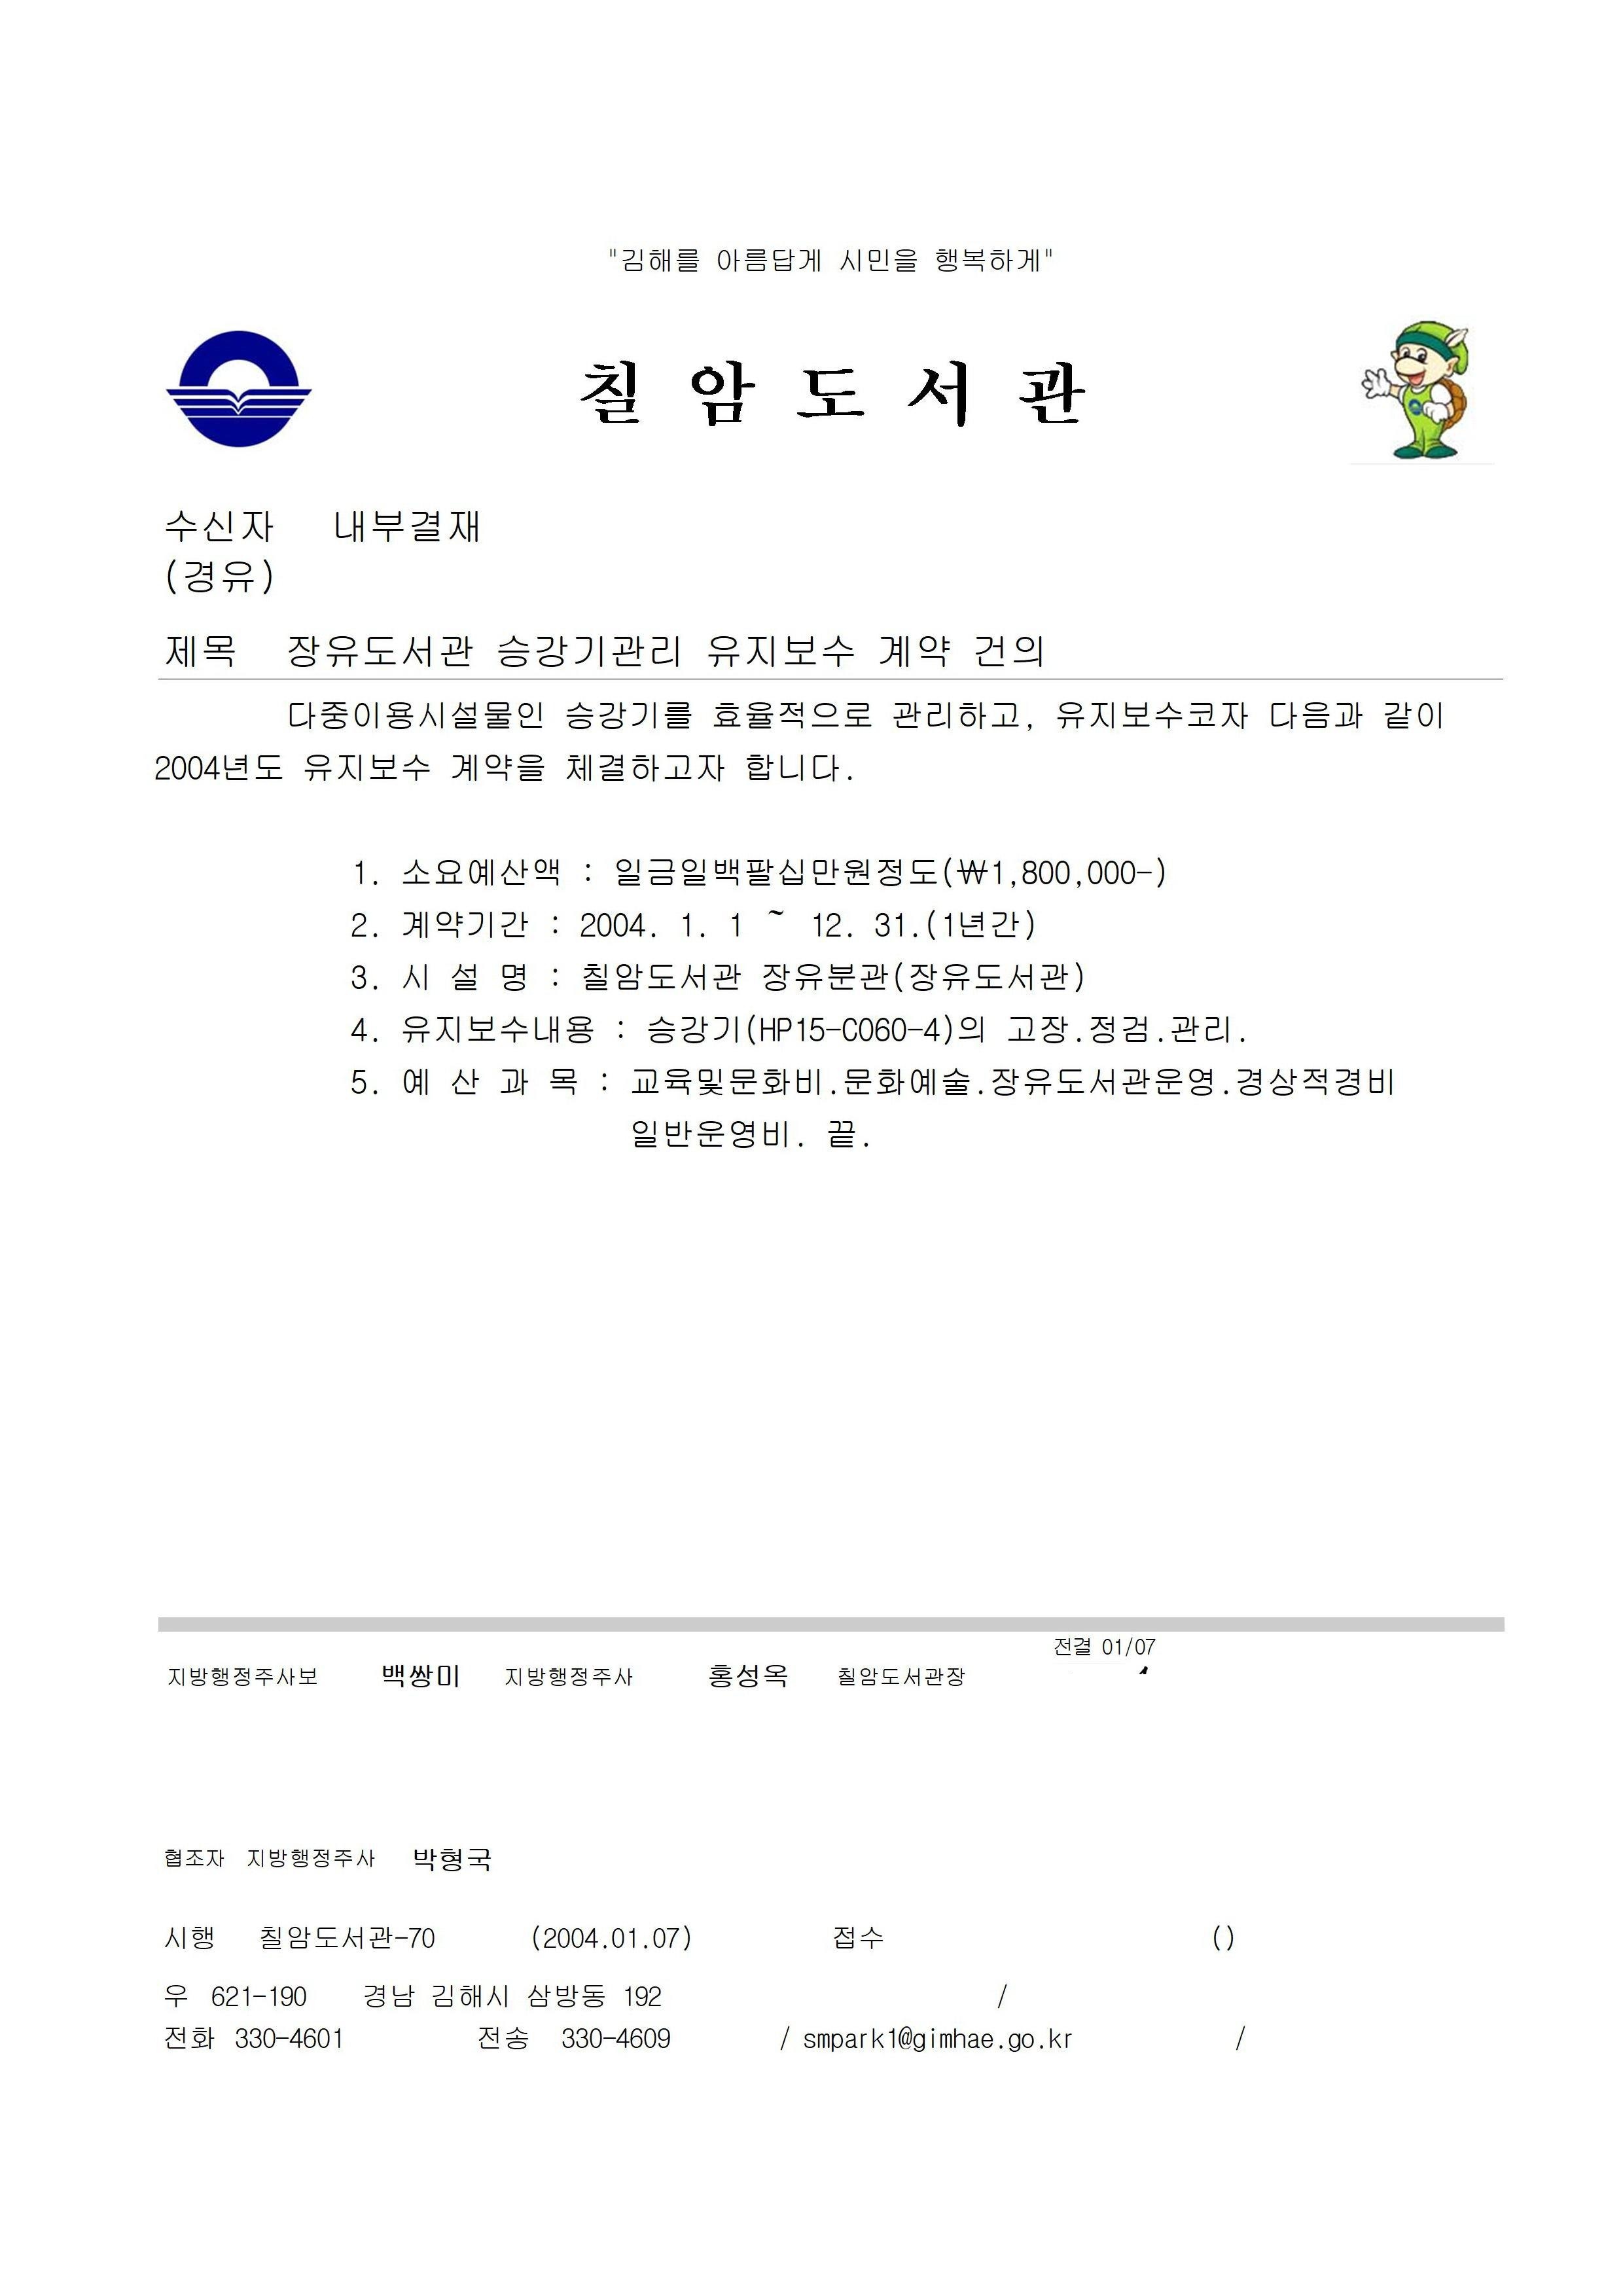 "김해를 아름답게 시민을 행복하게"
칠 암 도 서 관
수신자 내부결재
(경유)
제목 장유도서관 승강기관리 유지보수 계약 건의
다중이용시설물인 승강기를 효율적으로 관리하고, 유지보수코자 다음과 같이
2004년도 유지보수 계약을 체결하고자 합니다.
1. 소요예산액 : 일금일백팔십만원정도(₩1,800,000-)
2. 계약기간 : 2004. 1. 1 ~ 12. 31.(1년간)
3. 시 설 명 : 칠암도서관 장유분관(장유도서관)
4. 유지보수내용 : 승강기(HP15-C060-4)의 고장.정검.관리.
5. 예 산 과 목 : 교육및문화비.문화예술.장유도서관운영.경상적경비
일반운영비. 끝.
전결 01/07
지방행정주사보 백쌍미 지방행정주사 홍성옥 칠암도서관장
협조자 지방행정주사 박형국
시행 칠암도서관-70 (2004.01.07) 접수 ()
우 621-190 경남 김해시 삼방동 192 /
전화 330-4601 전송 330-4609 / smpark1@gimhae.go.kr /